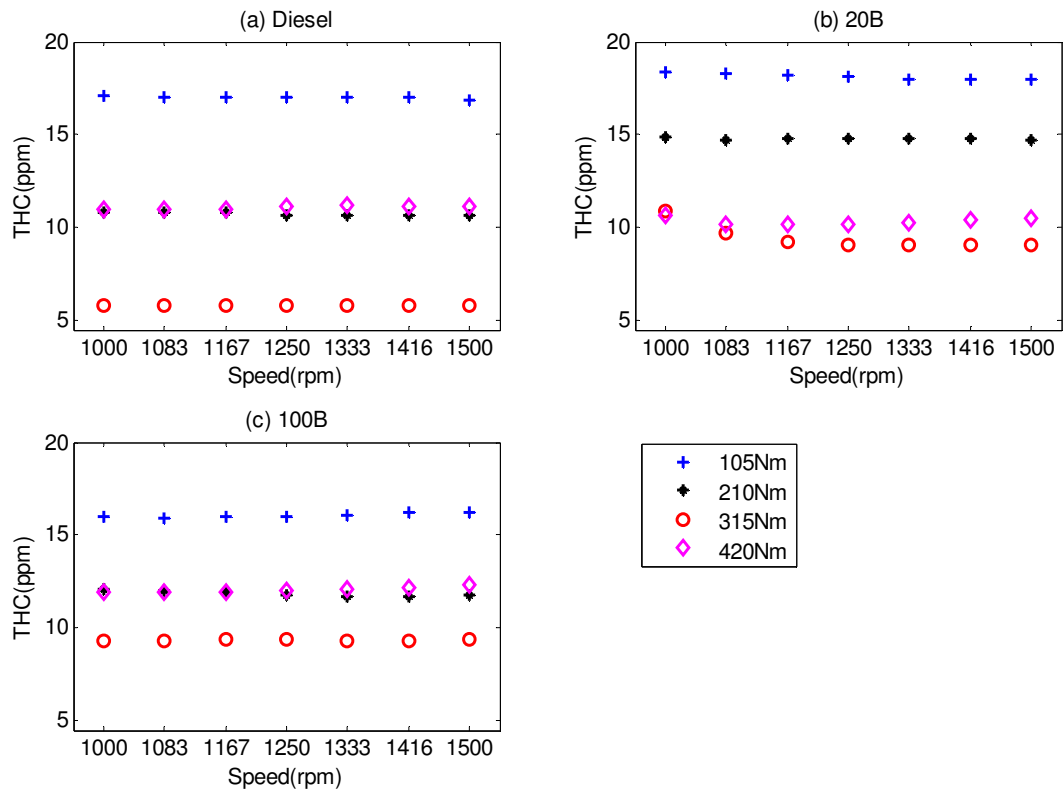 (a) Diesel
20
15
10
5
THC(ppm)
1000 1083 1167 1250 1333 1416 1500
Speed(rpm)
(b) 20B
20
15
10
5
THC(ppm)
1000 1083 1167 1250 1333 1416 1500
Speed(rpm)
(c) 100B
20
15
10
5
THC(ppm)
1000 1083 1167 1250 1333 1416 1500
Speed(rpm)
105Nm
210Nm
315Nm
420Nm